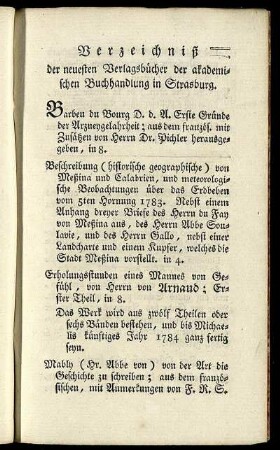 Verzeichniß
der neuesten Verlagsbücher der akademi-
schen Buchhandlung in Strasburg.
Barbeu du Bourg D. d. A. Erste Gründe
der Arzneygelahrheit; aus dem französ. mit
Zusätzen von Herrn Dr. Pichler herausge-
geben, in 8.
Beschreibung (historische geographische) von
Meßina und Calabrien, und meteorologi-
sche Beobachtungen über das Erdbeben
vom 5ten Hornung 1783. Nebst einem
Anhang dreyer Briefe des Herrn du Fay
von Meßina aus, des Herrn Abbe Sou-
lavie, und des Herrn Gallo, nebst einer
Landcharte und einem Kupfer, welches die
Stadt Meßina vorstellt. in 4.
Erholungsstunden eines Mannes von Ge-
fühl, von Herrn von Arnaud; Er-
ster Theil, in 8.
Das Werk wird aus zwölf Theilen oder
sechs Bänden bestehen, und bis Michae-
lis künftiges Jahr 1784 ganz fertig
seyn.
Mably (Hr. Abbe von) von der Art die
Geschichte zu schreiben; aus dem französ-
sischen, mit Anmerkungen von F. R. S.